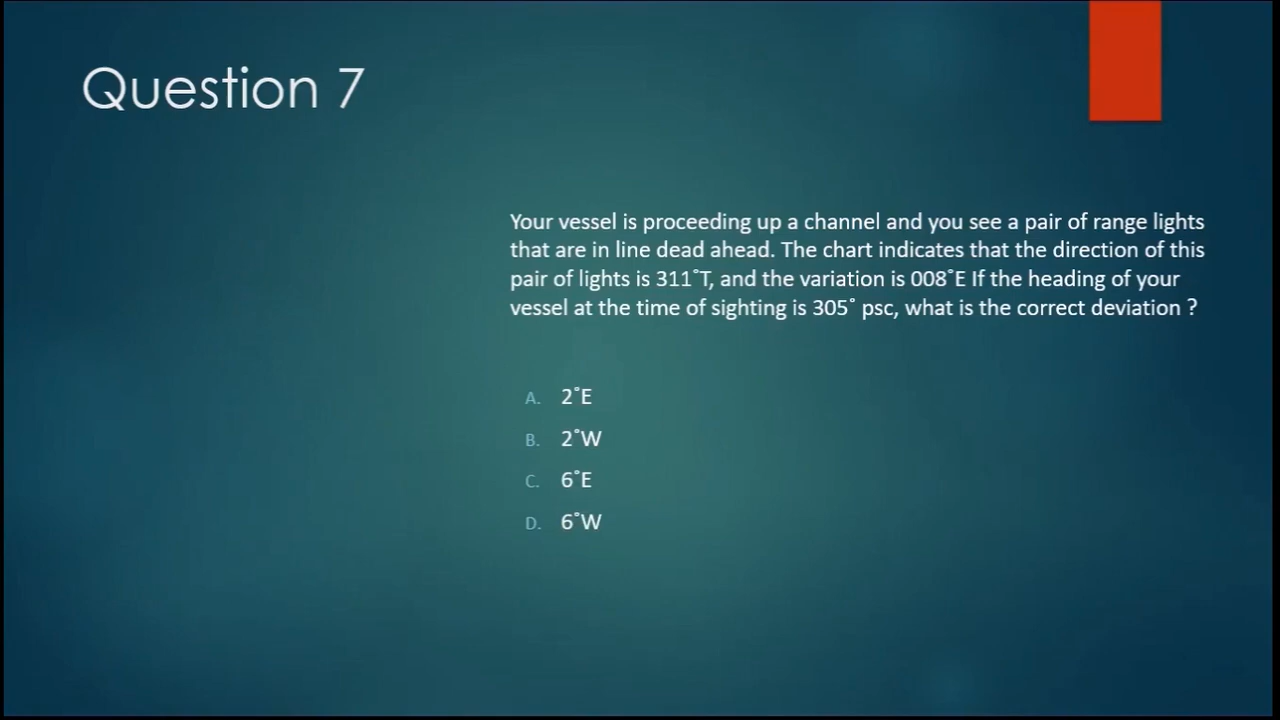 Question 7
Your vessel is proceeding up a channel and you see a pair of range lights
that are in line dead ahead. The chart indicates that the direction of this
pair of lights is 311˚T, and the variation is 008˚E If the heading of your
vessel at the time of sighting is 305˚ psc, what is the correct deviation ?
A. 2˚E
B. 2˚W
C. 6˚E
D. 6˚W